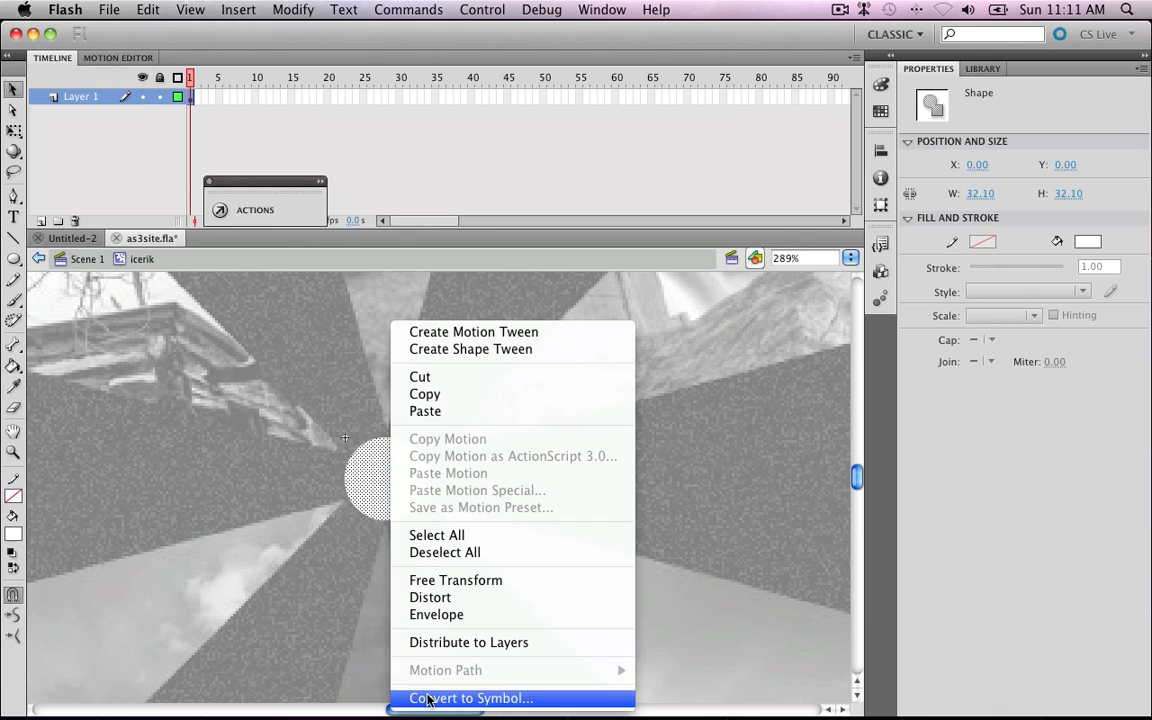 Flash File Edit View Insert Modify Text Commands Control Debug Window Help Sun 11:11 AM
Fl CLASSIC CS Live
TIMELINE MOTION EDITOR
1 5 10 15 20 25 30 35 40 45 50 55 60 65 70 75 80 85 90
Layer 1
ACTIONS
fps 0.0 s
Untitled-2 as3site.fla*
Scene 1 icerik 289%
Create Motion Tween
Create Shape Tween
Cut
Copy
Paste
Copy Motion
Copy Motion as ActionScript 3.0...
Paste Motion
Paste Motion Special...
Save as Motion Preset...
Select All
Deselect All
Free Transform
Distort
Envelope
Distribute to Layers
Motion Path
Convert to Symbol...
PROPERTIES LIBRARY
Shape
POSITION AND SIZE
X: 0.00 Y: 0.00
W: 32.10 H: 32.10
FILL AND STROKE
Stroke: 1.00
Style:
Scale: Hinting
Cap:
Join: Miter: 0.00